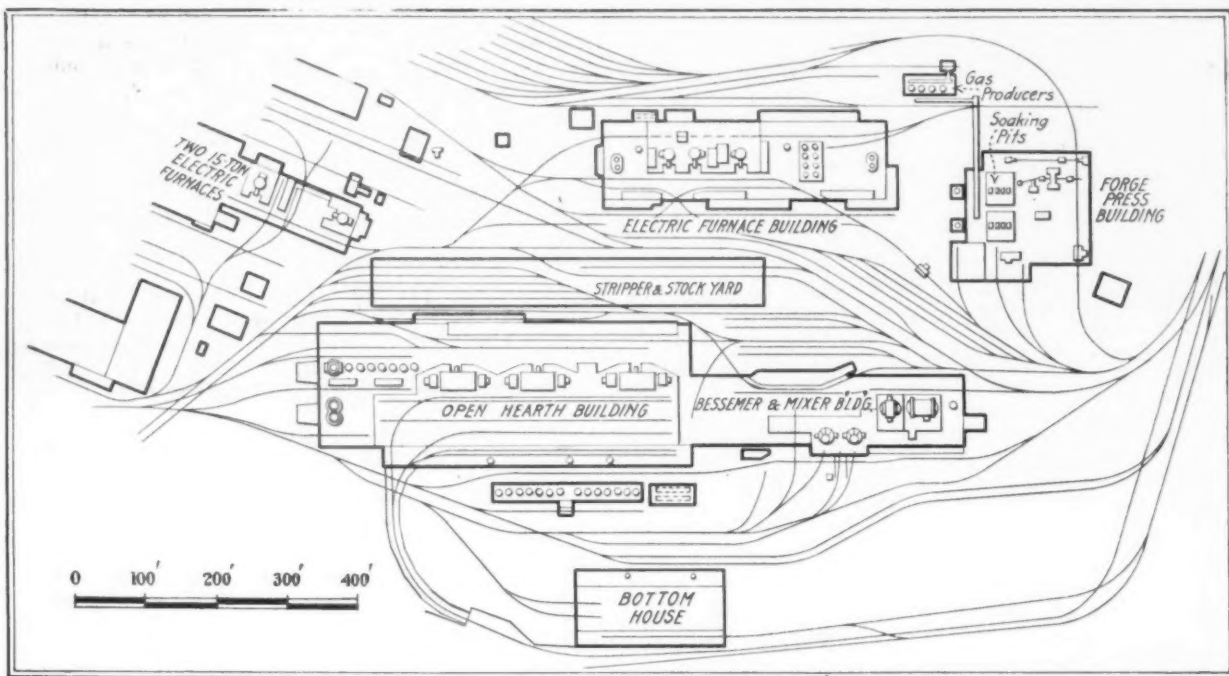 Gas
Producers
Soaking
Pits
TWO 15-TON
ELECTRIC
FURNACES
FORGE
PRESS
BUILDING
ELECTRIC FURNACE BUILDING
STRIPPER & STOCK YARD
OPEN HEARTH BUILDING
BESSEMER & MIXER B'L'D'G.
0 100' 200' 300' 400'
BOTTOM
HOUSE